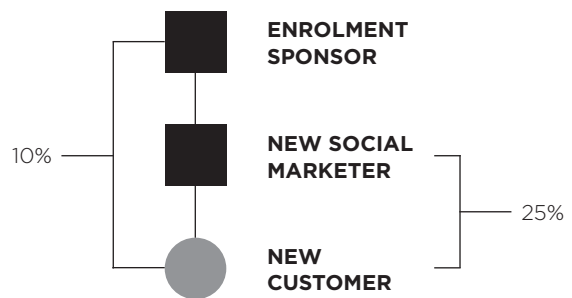 ENROLMENT
SPONSOR
10%
NEW SOCIAL
MARKETER
25%
NEW
CUSTOMER